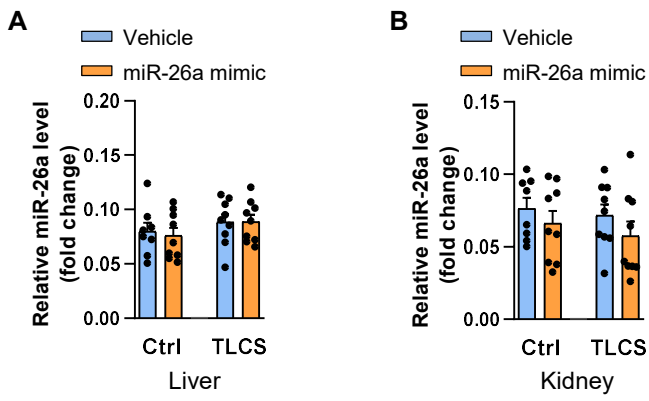 A
Vehicle
miR-26a mimic
Relative miR-26a level
(fold change)
0.20
0.15
0.10
0.05
0.00
Ctrl TLCS
Liver
B
Vehicle
miR-26a mimic
Relative miR-26a level
(fold change)
0.15
0.10
0.05
0.00
Ctrl TLCS
Kidney